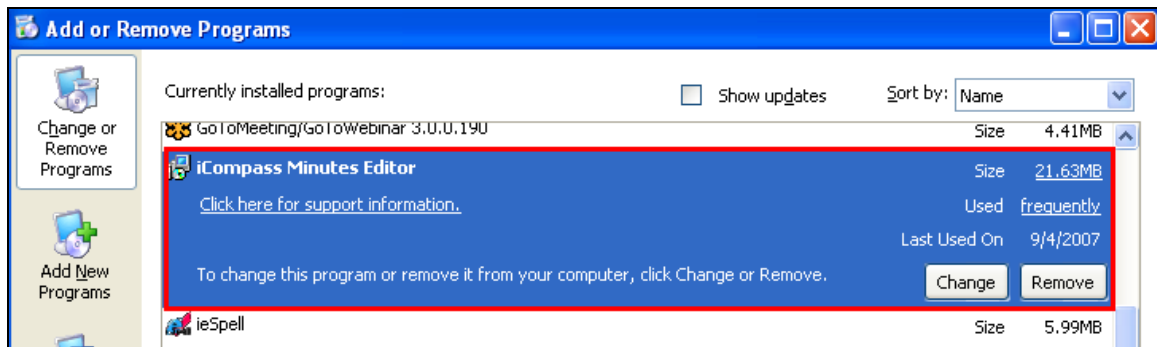 Add or Remove Programs
Change or
Remove
Programs
Currently installed programs:
Show updates
Sort by: Name
GoToMeeting/GoToWebinar 3.0.0.190
Size 4.41MB
iCompass Minutes Editor
Size 21.63MB
Click here for support information.
Used frequently
Last Used On 9/4/2007
Add New
Programs
To change this program or remove it from your computer, click Change or Remove.
Change Remove
ieSpell
Size 5.99MB